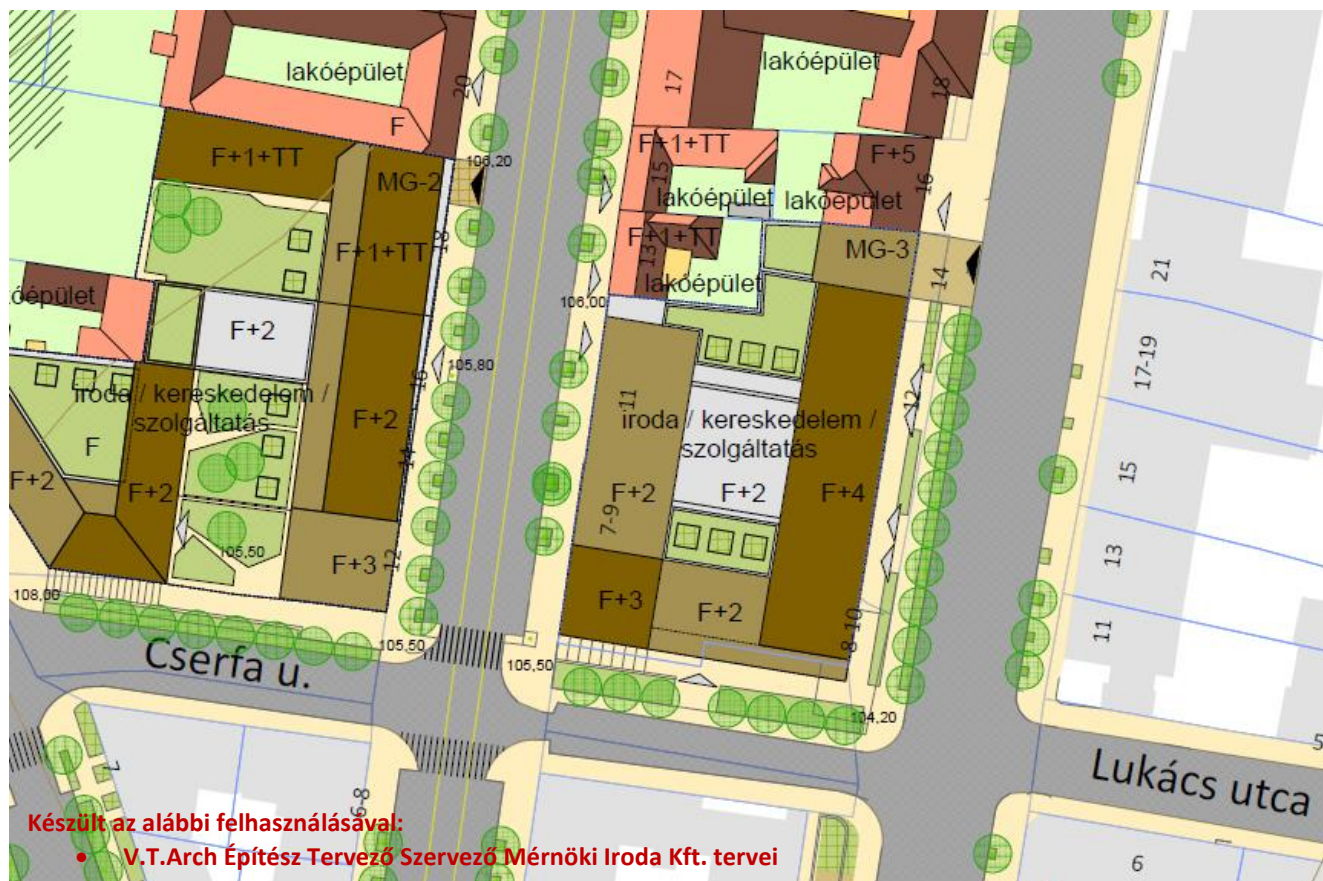 lakóépület
20
F
F+1+TT
MG-2
106,20
F+1+TT
18
óépület
F+2
105,80
16
iroda / kereskedelem /
szolgáltatás
F+2
14
F
F+2
F+2
105,50
F+3
12
108,00
105,50
Cserfa u.
17
lakóépület
18
F+1+TT
15
F+5
16
lakóépület
lakóépület
F+1+TT
13
MG-3
14
lakóépület
106,00
11
12
iroda / kereskedelem /
szolgáltatás
F+2
F+2
F+4
7-9
F+3
F+2
8-10
105,50
104,20
21
17-19
15
13
11
5
Lukács utca
7
6-8
1
6
Készült az alábbi felhasználásával:
• V.T.Arch Építész Tervező Szervező Mérnöki Iroda Kft. tervei